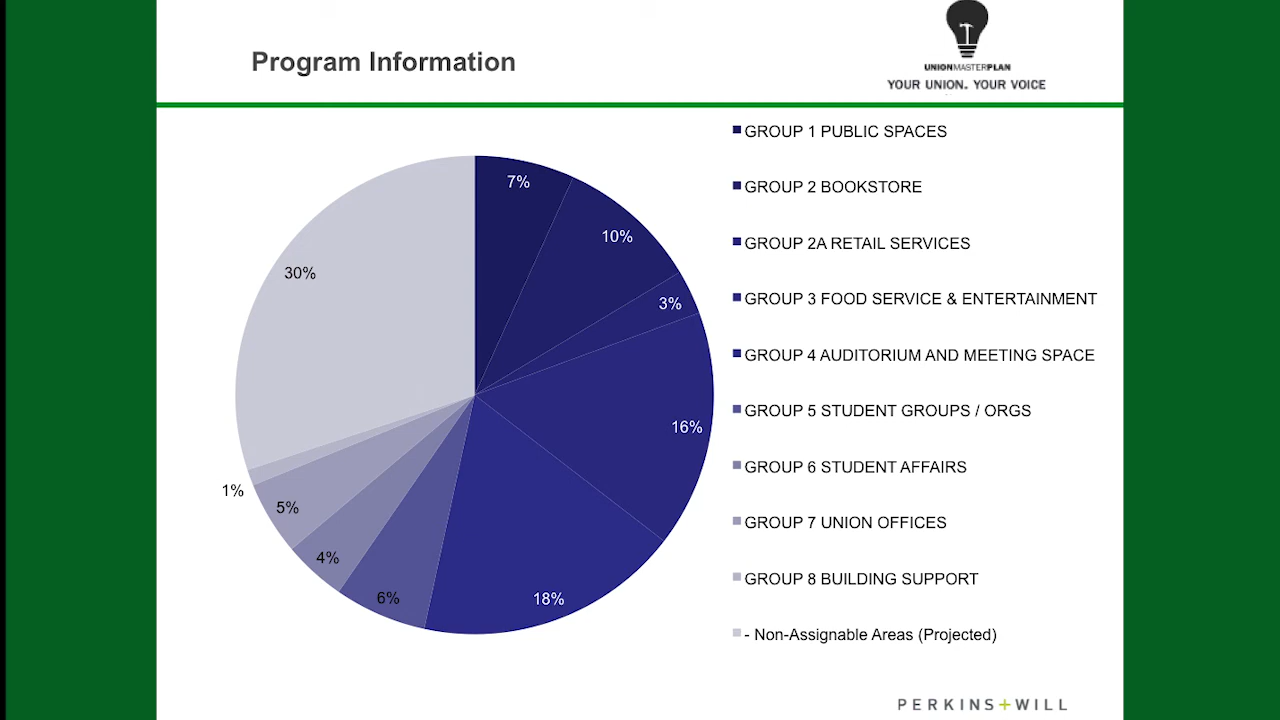 Program Information
UNIONMASTERPLAN
YOUR UNION. YOUR VOICE
7%
10%
3%
16%
18%
6%
4%
5%
1%
30%
GROUP 1 PUBLIC SPACES
GROUP 2 BOOKSTORE
GROUP 2A RETAIL SERVICES
GROUP 3 FOOD SERVICE & ENTERTAINMENT
GROUP 4 AUDITORIUM AND MEETING SPACE
GROUP 5 STUDENT GROUPS / ORGS
GROUP 6 STUDENT AFFAIRS
GROUP 7 UNION OFFICES
GROUP 8 BUILDING SUPPORT
- Non-Assignable Areas (Projected)
PERKINS+WILL